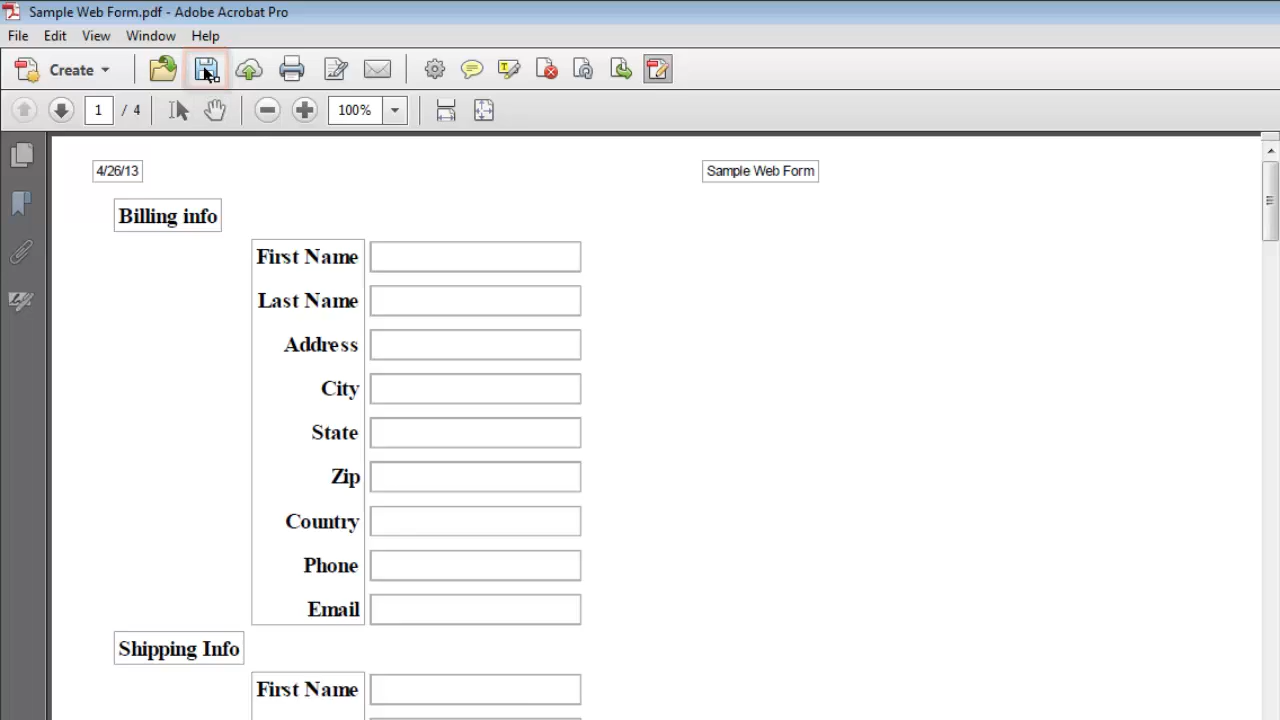 Sample Web Form.pdf - Adobe Acrobat Pro
File Edit View Window Help
Create
1 / 4 100%
4/26/13 Sample Web Form
Billing info
First Name
Last Name
Address
City
State
Zip
Country
Phone
Email
Shipping Info
First Name